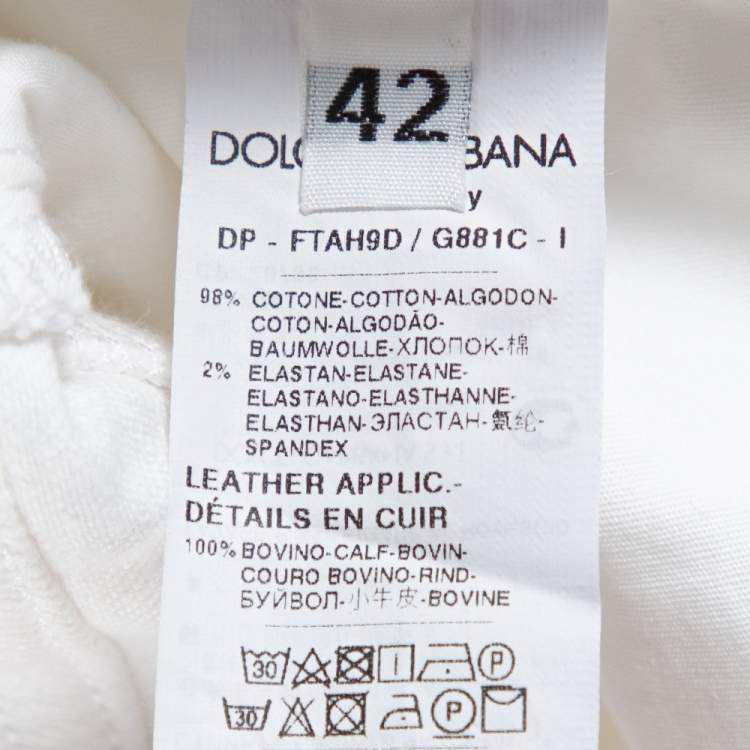 42
DOLC BANA
y
DP - FTAH9D / G881C - I
98% COTONE-COTTON-ALGODON-
COTON-ALGODÃO-
BAUMWOLLE-ХЛОПОК-棉
2% ELASTAN-ELASTANE-
ELASTANO-ELASTHANNE-
ELASTHAN-ЭЛАСТАН-氨纶-
SPANDEX
LEATHER APPLIC.-
DÉTAILS EN CUIR
100% BOVINO-CALF-BOVIN-
COURO BOVINO-RIND-
БУЙВОЛ-小牛皮-BOVINE
30 P
30 P